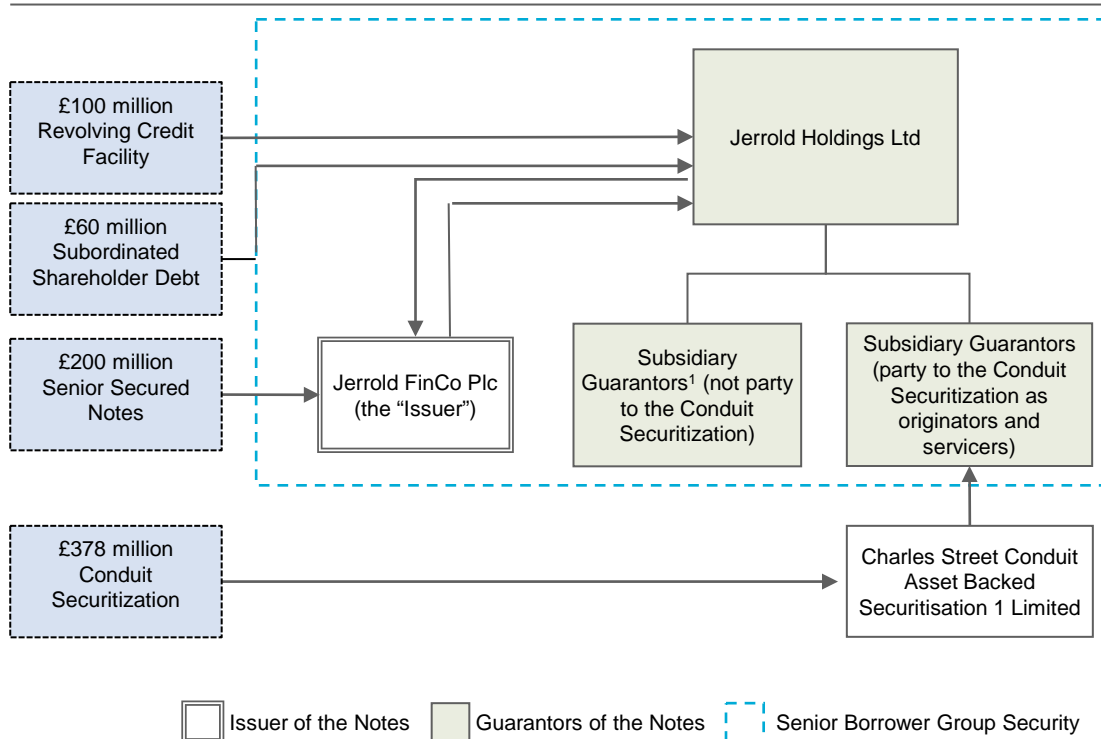 £100 million
Revolving Credit
Facility
Jerrold Holdings Ltd
£60 million
Subordinated
Shareholder Debt
£200 million
Senior Secured
Notes
Jerrold FinCo Plc
(the “Issuer”)
Subsidiary
Guarantors¹ (not party
to the Conduit
Securitization)
Subsidiary Guarantors
(party to the Conduit
Securitization as
originators and
servicers)
£378 million
Conduit
Securitization
Charles Street Conduit
Asset Backed
Securitisation 1 Limited
Issuer of the Notes
Guarantors of the Notes
Senior Borrower Group Security